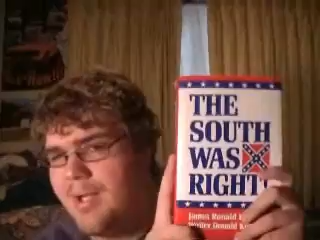 THE
SOUTH
WAS
RIGHT!
James Ronald
Walter Donald